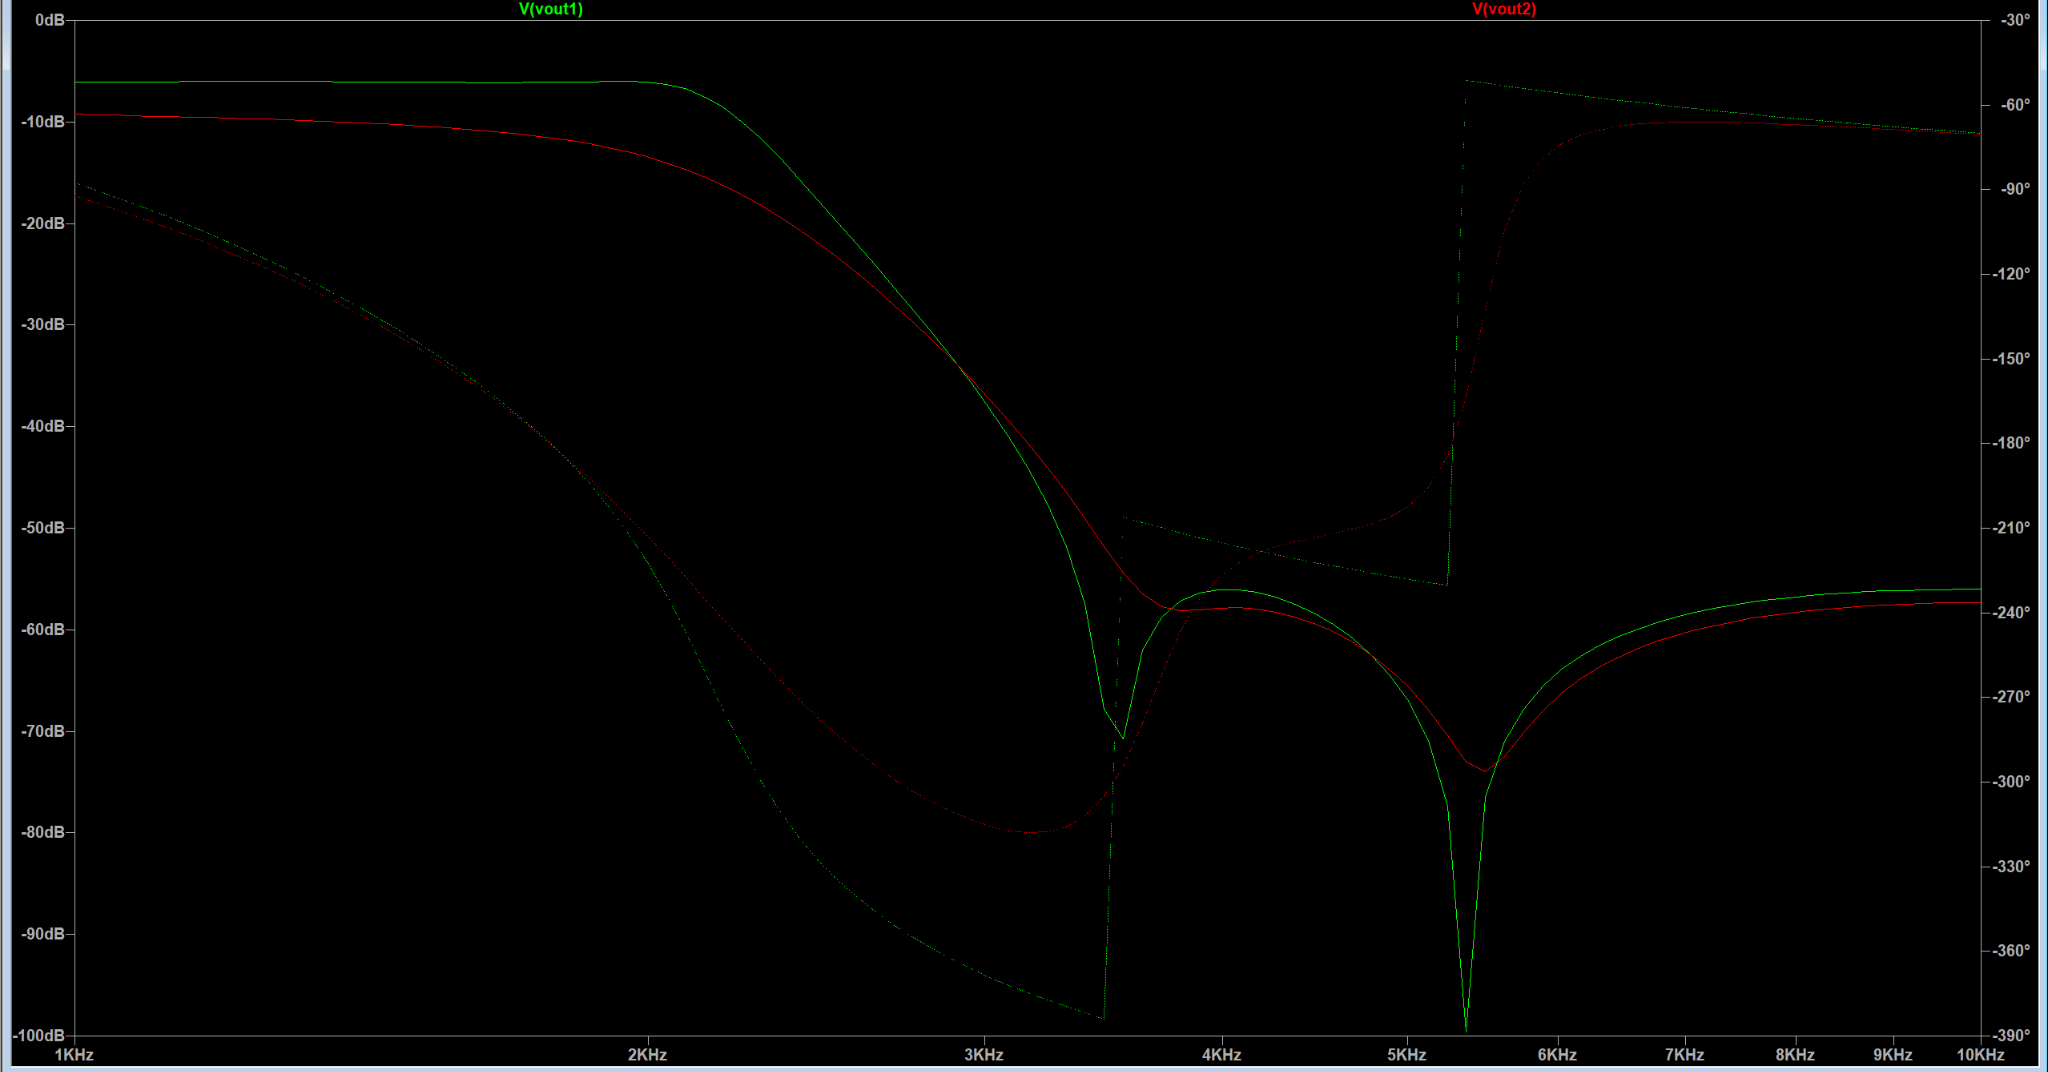 V(vout1) V(vout2)
0dB -30°
-10dB -60°
-20dB -90°
-30dB -120°
-40dB -150°
-50dB -180°
-60dB -210°
-70dB -240°
-80dB -270°
-90dB -300°
-100dB -330°
-360°
-390°
1KHz 2KHz 3KHz 4KHz 5KHz 6KHz 7KHz 8KHz 9KHz 10KHz